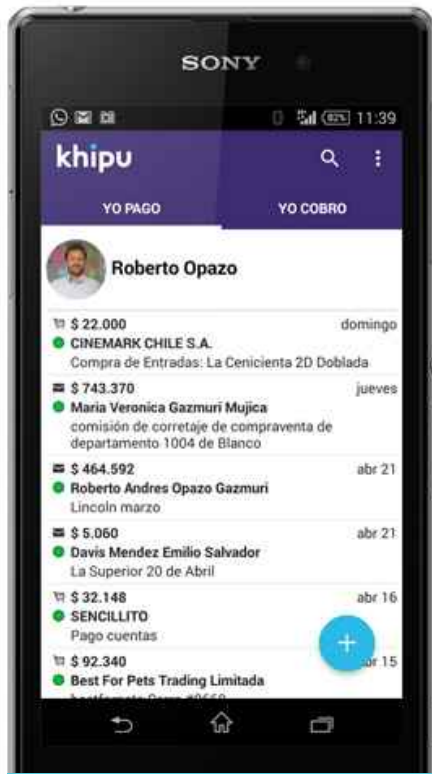 SONY
82% 11:39
khipu
YO PAGO YO COBRO
Roberto Opazo
$ 22.000 domingo
CINEMARK CHILE S.A.
Compra de Entradas: La Cenicienta 2D Doblada
$ 743.370 jueves
Maria Veronica Gazmuri Mujica
comisión de corretaje de compraventa de
departamento 1004 de Blanco
$ 464.592 abr 21
Roberto Andres Opazo Gazmuri
Lincoln marzo
$ 5.060 abr 21
Davis Mendez Emilio Salvador
La Superior 20 de Abril
$ 32.148 abr 16
SENCILLITO
Pago cuentas
$ 92.340 abr 15
Best For Pets Trading Limitada